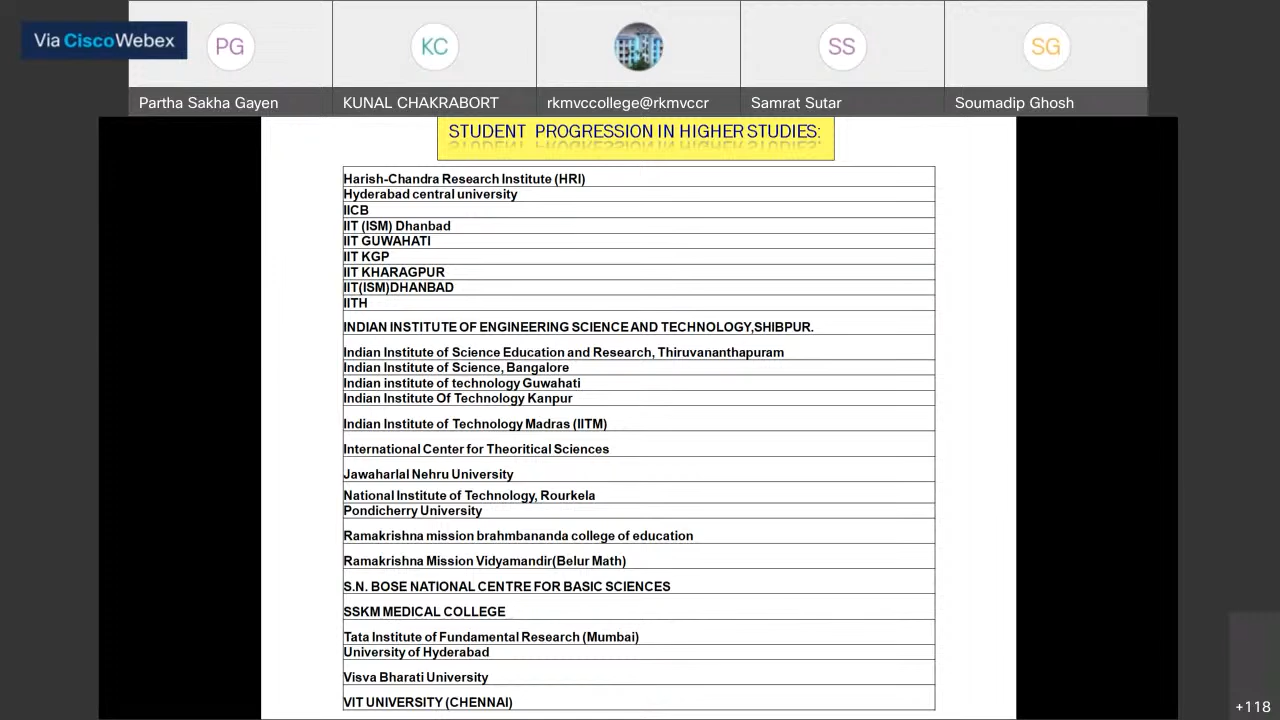 Via Cisco Webex
PG
KC
SS
SG
Partha Sakha Gayen
KUNAL CHAKRABORT
rkmvccollege@rkmvccr
Samrat Sutar
Soumadip Ghosh
STUDENT PROGRESSION IN HIGHER STUDIES:
Harish-Chandra Research Institute (HRI)
Hyderabad central university
IICB
IIT (ISM) Dhanbad
IIT GUWAHATI
IIT KGP
IIT KHARAGPUR
IIT(ISM)DHANBAD
IITH
INDIAN INSTITUTE OF ENGINEERING SCIENCE AND TECHNOLOGY,SHIBPUR.
Indian Institute of Science Education and Research, Thiruvananthapuram
Indian Institute of Science, Bangalore
Indian institute of technology Guwahati
Indian Institute Of Technology Kanpur
Indian Institute of Technology Madras (IITM)
International Center for Theoritical Sciences
Jawaharlal Nehru University
National Institute of Technology, Rourkela
Pondicherry University
Ramakrishna mission brahmbananda college of education
Ramakrishna Mission Vidyamandir(Belur Math)
S.N. BOSE NATIONAL CENTRE FOR BASIC SCIENCES
SSKM MEDICAL COLLEGE
Tata Institute of Fundamental Research (Mumbai)
University of Hyderabad
Visva Bharati University
VIT UNIVERSITY (CHENNAI)
+118